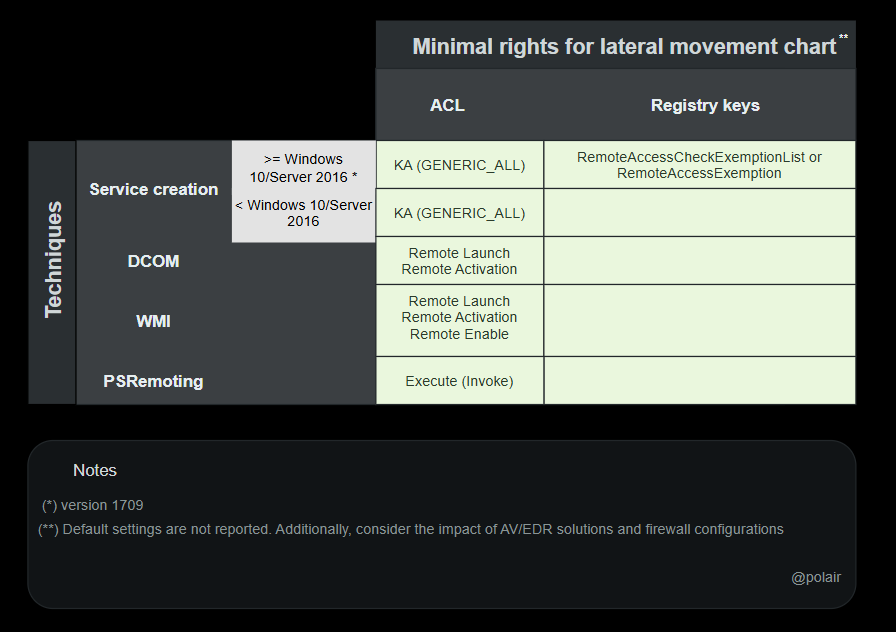 Minimal rights for lateral movement chart **
ACL
Registry keys
Techniques
Service creation
>= Windows
10/Server 2016 *
KA (GENERIC_ALL)
RemoteAccessCheckExemptionList or
RemoteAccessExemption
< Windows 10/Server
2016
KA (GENERIC_ALL)
DCOM
Remote Launch
Remote Activation
WMI
Remote Launch
Remote Activation
Remote Enable
PSRemoting
Execute (Invoke)
Notes
(*) version 1709
(**) Default settings are not reported. Additionally, consider the impact of AV/EDR solutions and firewall configurations
@polair